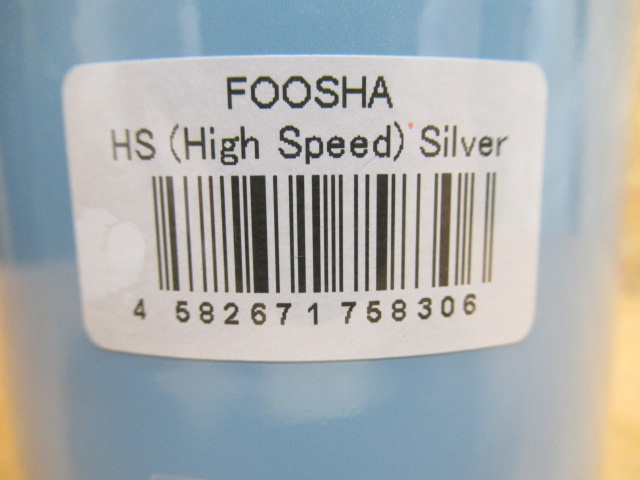 FOOSHA
HS (High Speed) Silver
4 582671 758306